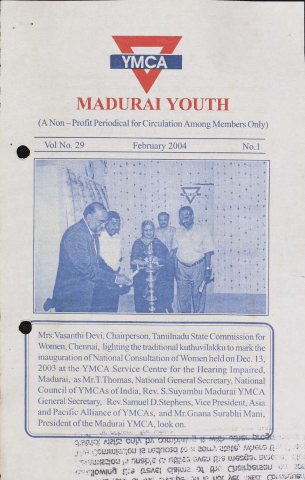 YMCA
MADURAI YOUTH
(A Non – Profit Periodical for Circulation Among Members Only)
Vol No. 29 February 2004 No.1
Mrs.Vasanthi Devi, Chairperson, Tamilnadu State Commission for
Women, Chennai, lighting the traditional kuthuvilakku to mark the
inauguration of National Consultation of Women held on Dec. 13,
2003 at the YMCA Service Centre for the Hearing Impaired,
Madurai, as Mr.T.Thomas, National General Secretary, National
Council of YMCAs of India, Rev. S.Suyambu Madurai YMCA
General Secretary, Rev.Samuel D.Stephens, Vice President, Asia
and Pacific Alliance of YMCAs, and Mr.Gnana Surabhi Mani,
President of the Madurai YMCA, look on.